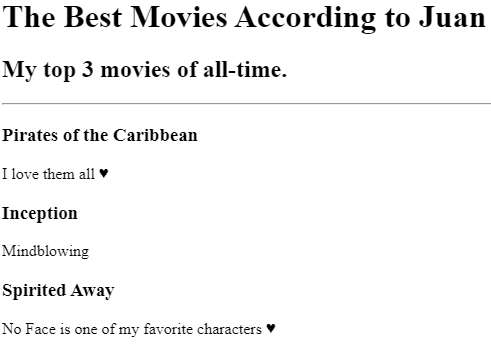 The Best Movies According to Juan
My top 3 movies of all-time.
Pirates of the Caribbean
I love them all ♥
Inception
Mindblowing
Spirited Away
No Face is one of my favorite characters ♥